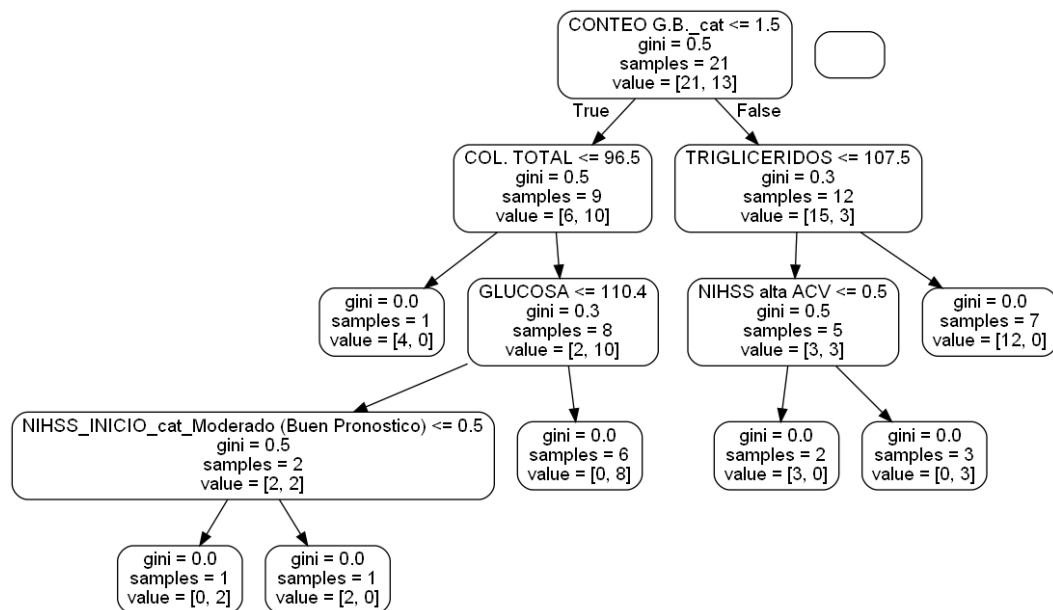 CONTEO G.B._cat <= 1.5
gini = 0.5
samples = 21
value = [21, 13]
True
False
COL. TOTAL <= 96.5
gini = 0.5
samples = 9
value = [6, 10]
TRIGLICERIDOS <= 107.5
gini = 0.3
samples = 12
value = [15, 3]
gini = 0.0
samples = 1
value = [4, 0]
GLUCOSA <= 110.4
gini = 0.3
samples = 8
value = [2, 10]
NIHSS alta ACV <= 0.5
gini = 0.5
samples = 5
value = [3, 3]
gini = 0.0
samples = 7
value = [12, 0]
NIHSS_INICIO_cat_Moderado (Buen Pronostico) <= 0.5
gini = 0.5
samples = 2
value = [2, 2]
gini = 0.0
samples = 6
value = [0, 8]
gini = 0.0
samples = 2
value = [3, 0]
gini = 0.0
samples = 3
value = [0, 3]
gini = 0.0
samples = 1
value = [0, 2]
gini = 0.0
samples = 1
value = [2, 0]